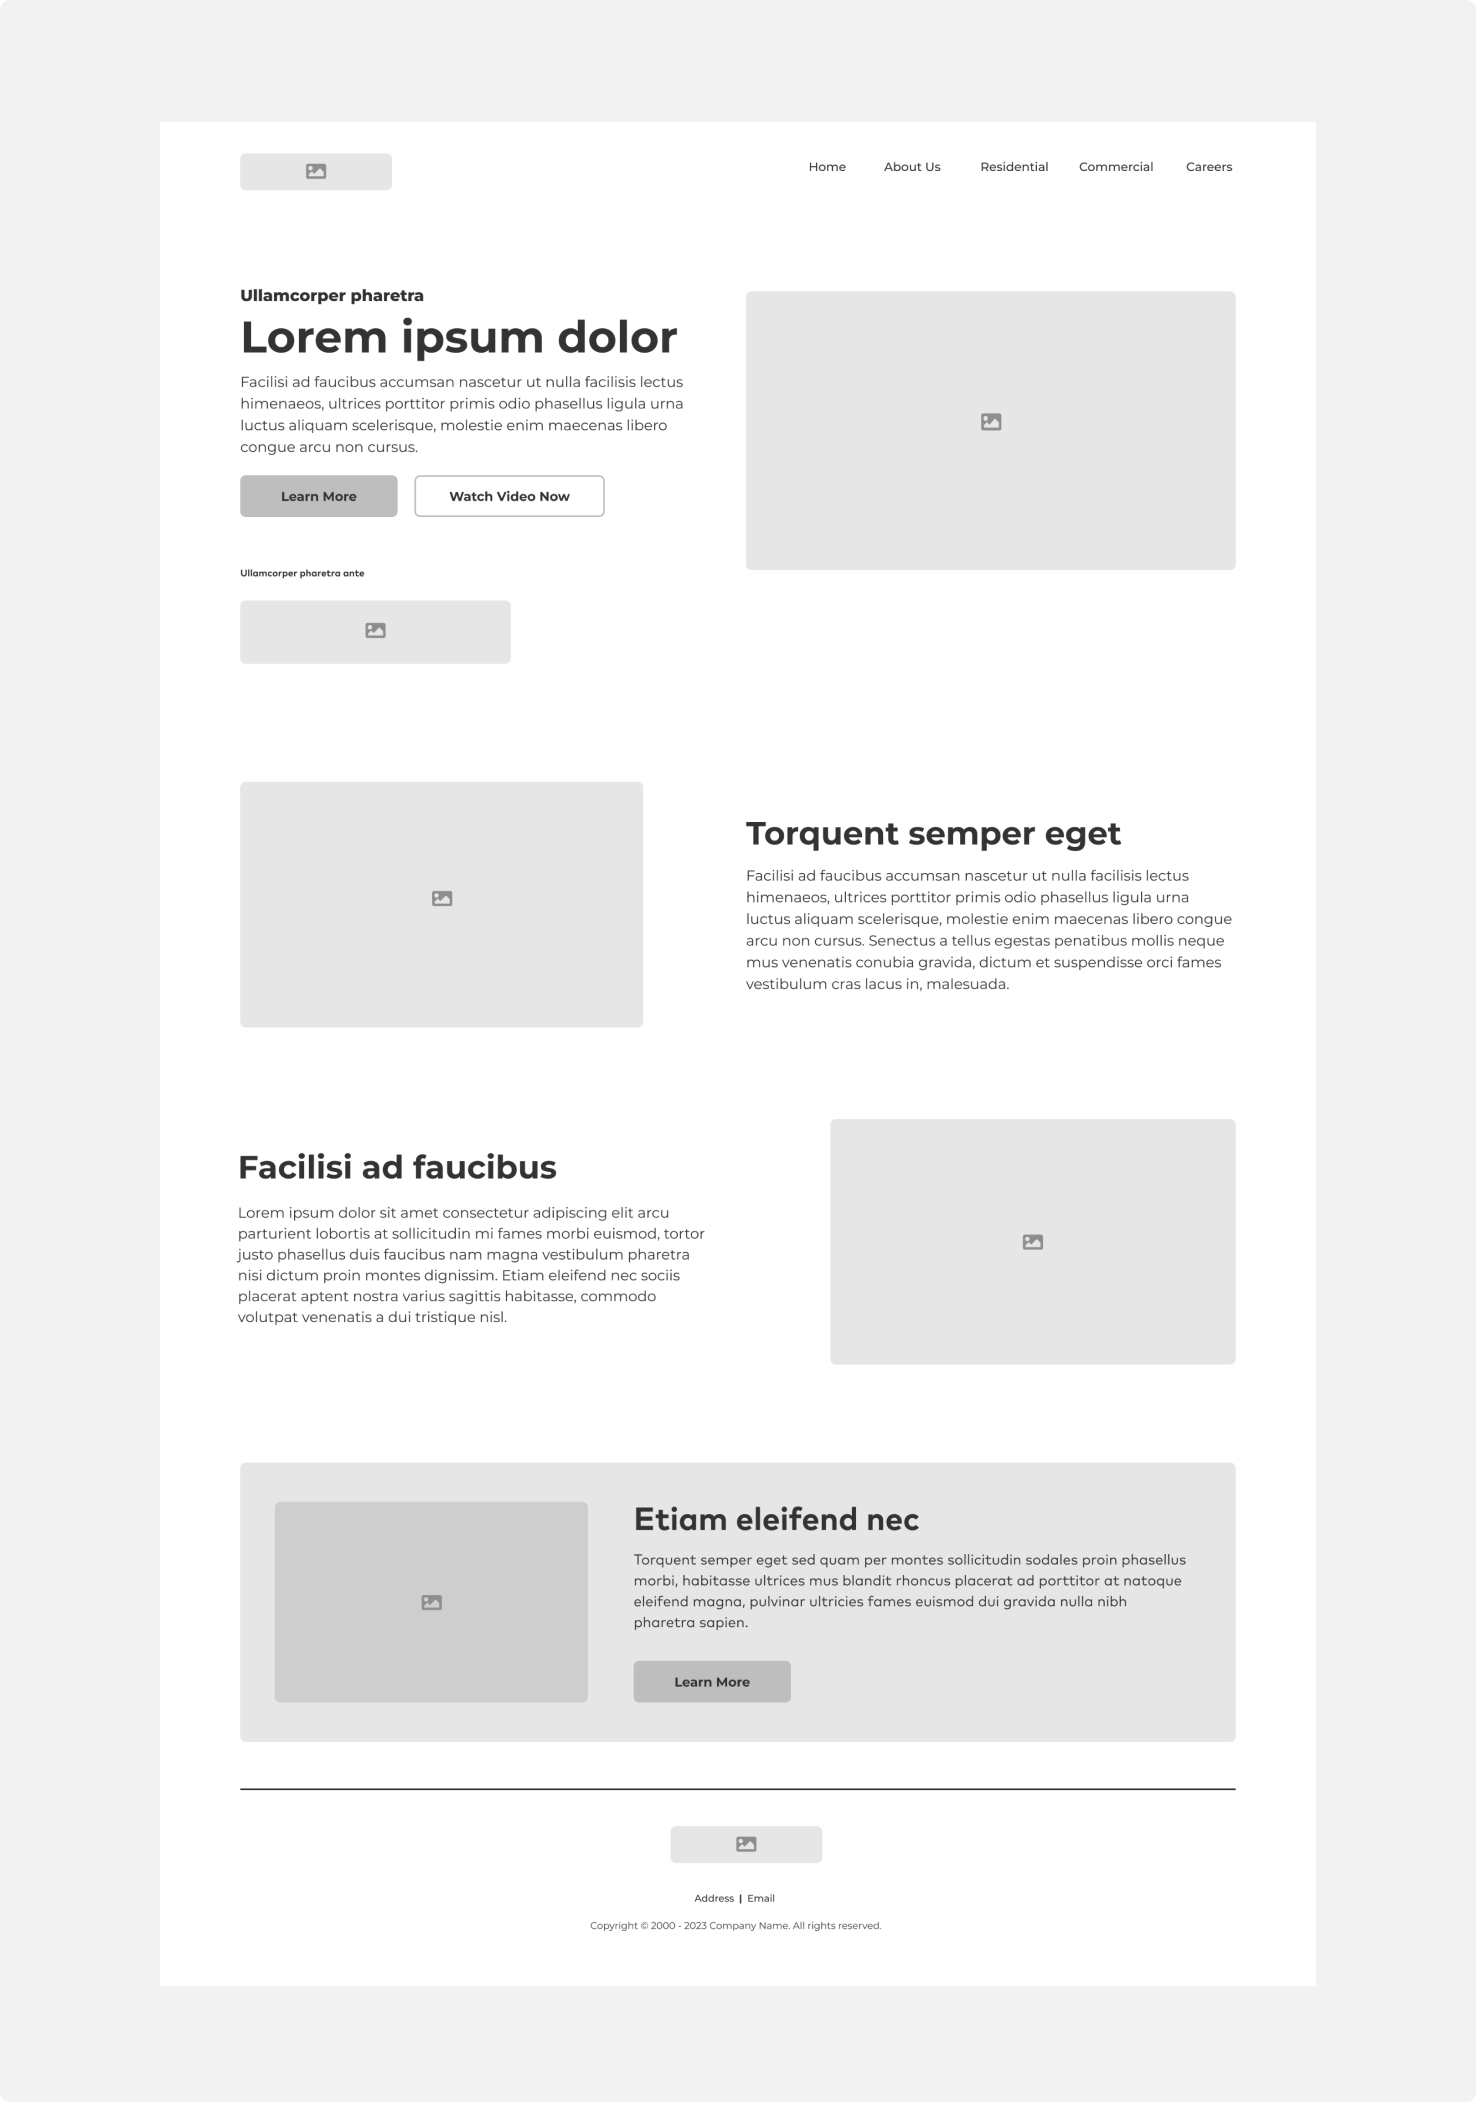 Home About Us Residential Commercial Careers
Ullamcorper pharetra
Lorem ipsum dolor
Facilisi ad faucibus accumsan nascetur ut nulla facilisis lectus
himenaeos, ultrices porttitor primis odio phasellus ligula urna
luctus aliquam scelerisque, molestie enim maecenas libero
congue arcu non cursus.
Learn More Watch Video Now
Ullamcorper pharetra ante
Torquent semper eget
Facilisi ad faucibus accumsan nascetur ut nulla facilisis lectus
himenaeos, ultrices porttitor primis odio phasellus ligula urna
luctus aliquam scelerisque, molestie enim maecenas libero congue
arcu non cursus. Senectus a tellus egestas penatibus mollis neque
mus venenatis conubia gravida, dictum et suspendisse orci fames
vestibulum cras lacus in, malesuada.
Facilisi ad faucibus
Lorem ipsum dolor sit amet consectetur adipiscing elit arcu
parturient lobortis at sollicitudin mi fames morbi euismod, tortor
justo phasellus duis faucibus nam magna vestibulum pharetra
nisi dictum proin montes dignissim. Etiam eleifend nec sociis
placerat aptent nostra varius sagittis habitasse, commodo
volutpat venenatis a dui tristique nisl.
Etiam eleifend nec
Torquent semper eget sed quam per montes sollicitudin sodales proin phasellus
morbi, habitasse ultrices mus blandit rhoncus placerat ad porttitor at natoque
eleifend magna, pulvinar ultricies fames euismod dui gravida nulla nibh
pharetra sapien.
Learn More
Address | Email
Copyright © 2000 - 2023 Company Name. All rights reserved.